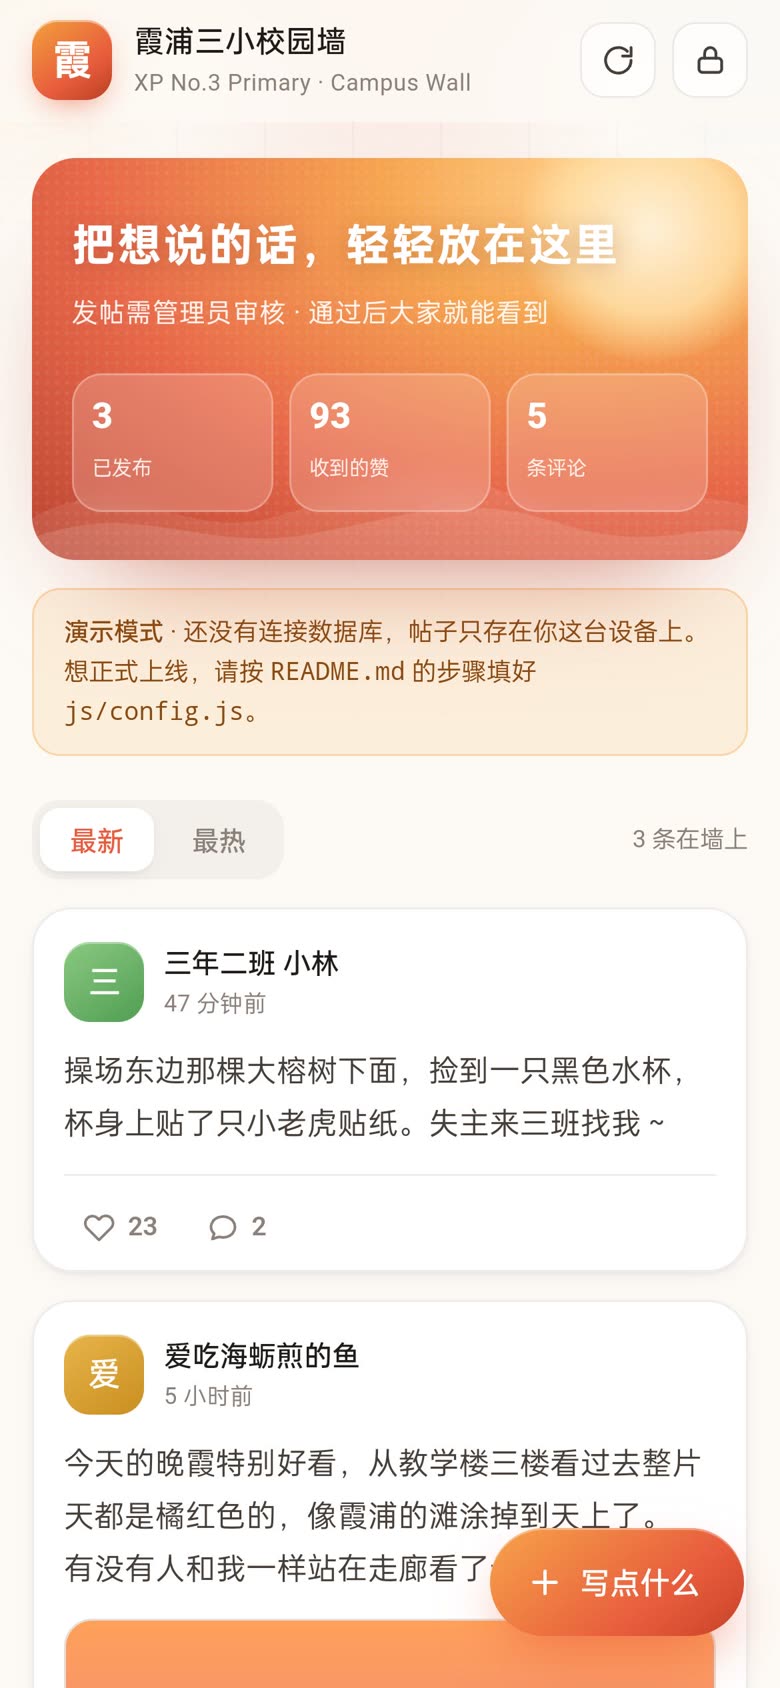 霞
霞浦三小校园墙
XP No.3 Primary · Campus Wall
把想说的话，轻轻放在这里
发帖需管理员审核 · 通过后大家就能看到
3
已发布
93
收到的赞
5
条评论
演示模式 · 还没有连接数据库，帖子只存在你这台设备上。
想正式上线，请按 README.md 的步骤填好
js/config.js。
最新
最热
3 条在墙上
三
三年二班 小林
47 分钟前
操场东边那棵大榕树下面，捡到一只黑色水杯，
杯身上贴了只小老虎贴纸。失主来三班找我 ~
23
2
爱
爱吃海蛎煎的鱼
5 小时前
今天的晚霞特别好看，从教学楼三楼看过去整片
天都是橘红色的，像霞浦的滩涂掉到天上了。
有没有人和我一样站在走廊看了
写点什么